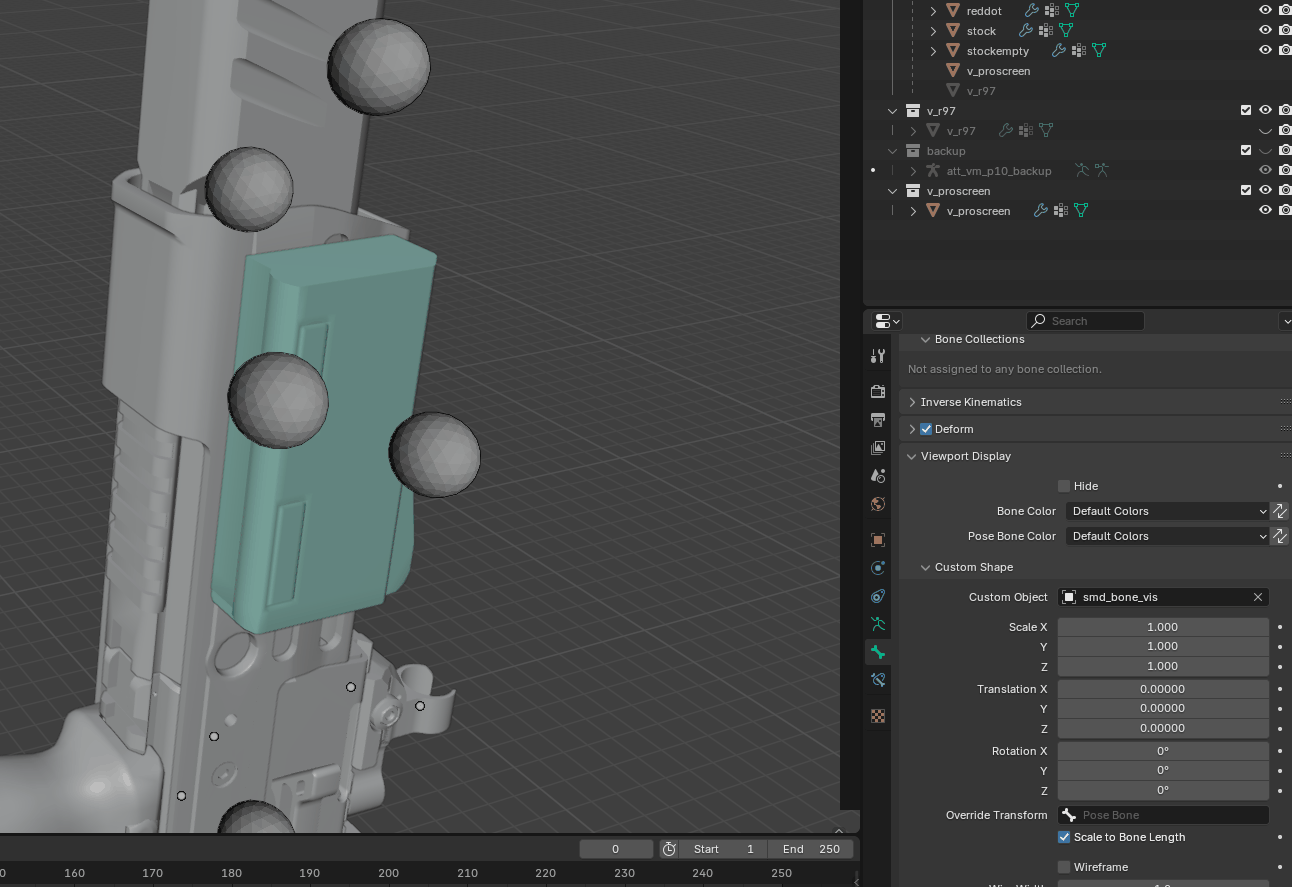 reddot
stock
stockempty
v_proscreen
v_r97
v_r97
v_r97
backup
att_vm_p10_backup
v_proscreen
v_proscreen
Search
Bone Collections
Not assigned to any bone collection.
Inverse Kinematics
Deform
Viewport Display
Hide
Bone Color Default Colors
Pose Bone Color Default Colors
Custom Shape
Custom Object smd_bone_vis
Scale X 1.000
Y 1.000
Z 1.000
Translation X 0.00000
Y 0.00000
Z 0.00000
Rotation X 0°
Y 0°
Z 0°
Override Transform Pose Bone
Scale to Bone Length
Wireframe
0 Start 1 End 250
0 160 170 180 190 200 210 220 230 240 250